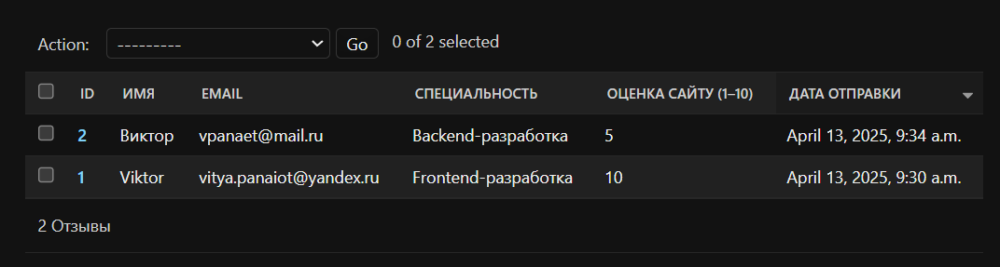 Action: --------- Go 0 of 2 selected
ID ИМЯ EMAIL СПЕЦИАЛЬНОСТЬ ОЦЕНКА САЙТУ (1–10) ДАТА ОТПРАВКИ
2 Виктор vpanaet@mail.ru Backend-разработка 5 April 13, 2025, 9:34 a.m.
1 Viktor vitya.panaiot@yandex.ru Frontend-разработка 10 April 13, 2025, 9:30 a.m.
2 Отзывы